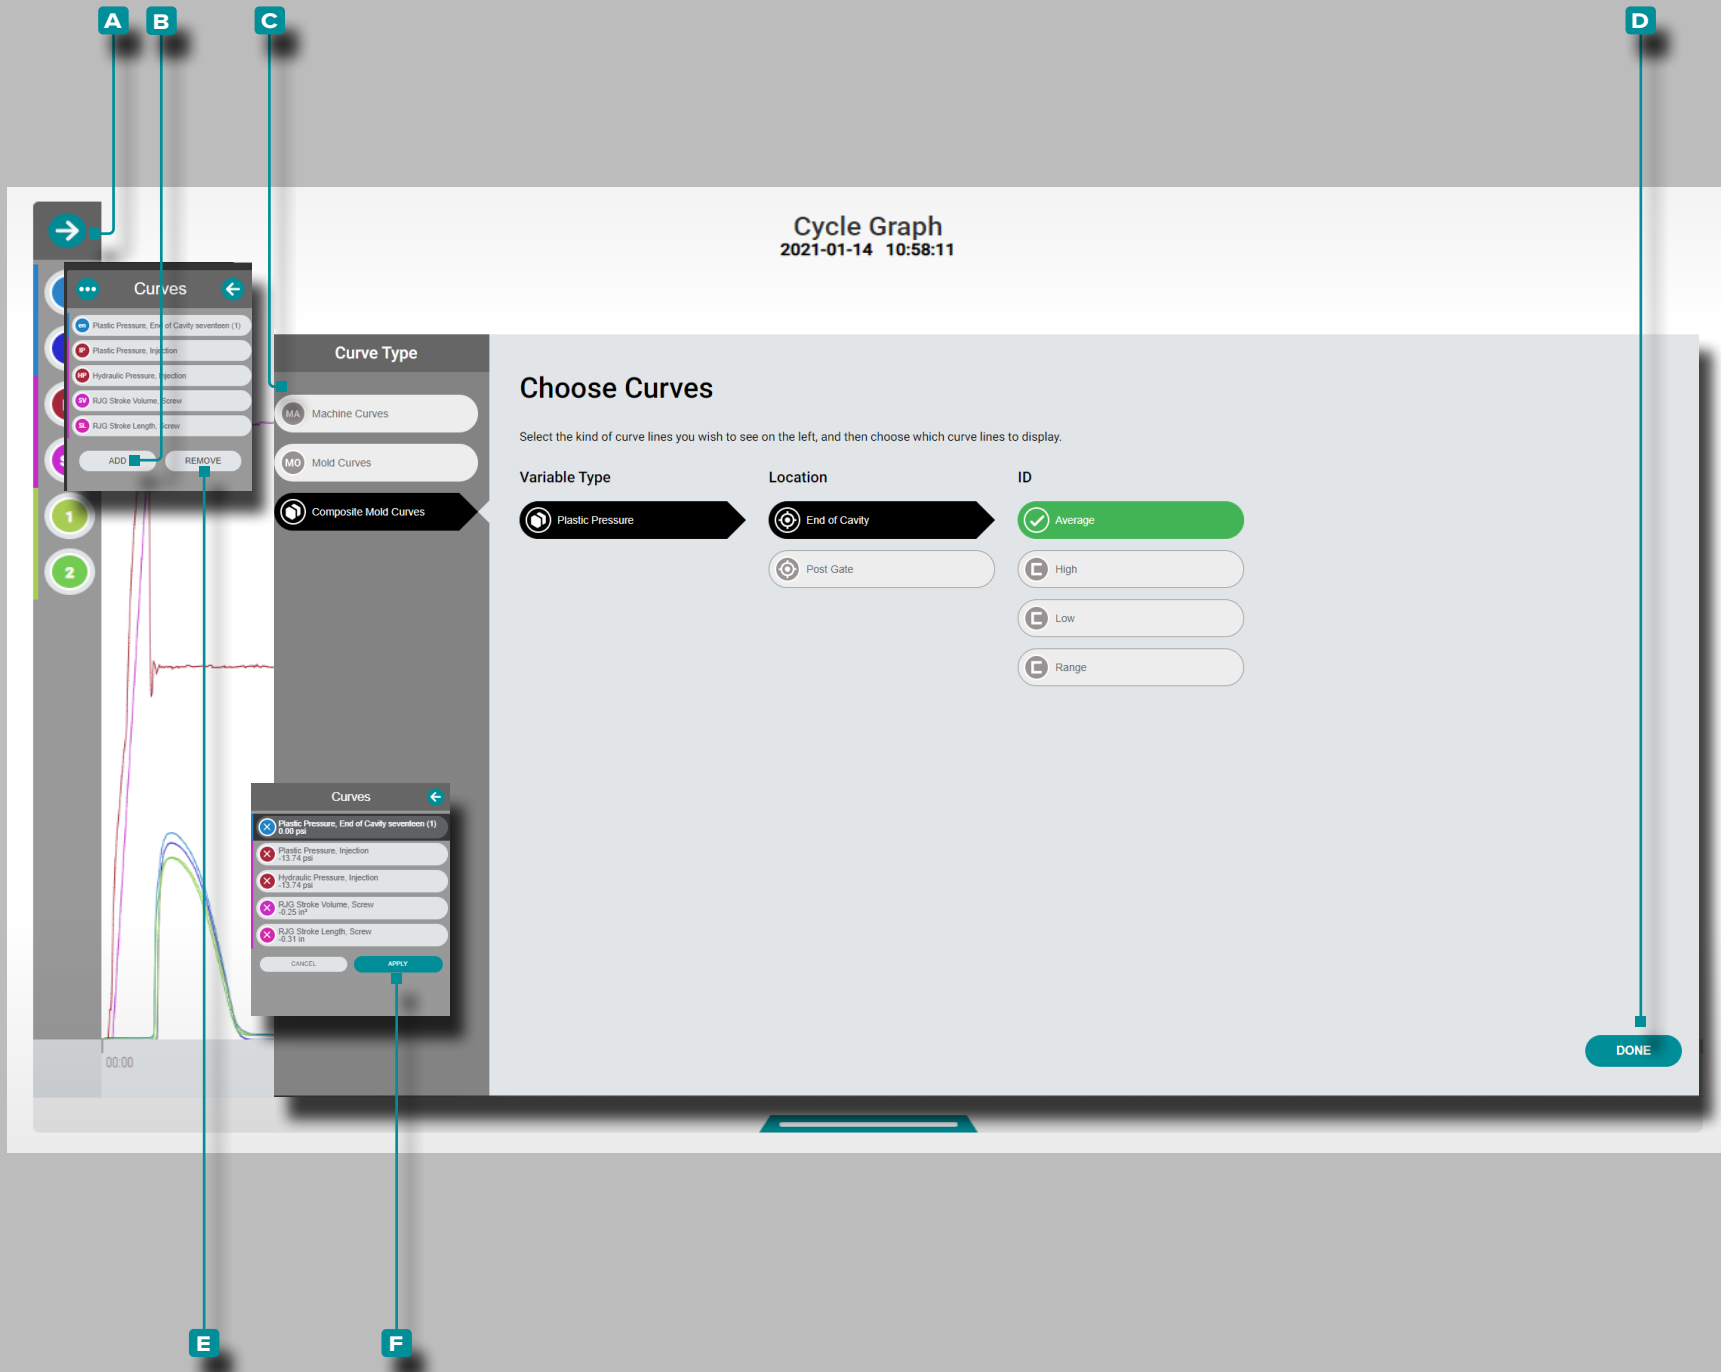 A
B
C
D
Cycle Graph
2021-01-14 10:58:11
Curves
en Plastic Pressure, End of Cavity seventeen (1)
IP Plastic Pressure, Injection
HP Hydraulic Pressure, Injection
SV RJG Stroke Volume, Screw
SL RJG Stroke Length, Screw
ADD
REMOVE
1
2
Curve Type
MA Machine Curves
MO Mold Curves
Composite Mold Curves
Choose Curves
Select the kind of curve lines you wish to see on the left, and then choose which curve lines to display.
Variable Type
Location
ID
Plastic Pressure
End of Cavity
Average
Post Gate
High
Low
Range
Curves
Plastic Pressure, End of Cavity seventeen (1)
0.00 psi
Plastic Pressure, Injection
-13.74 psi
Hydraulic Pressure, Injection
-13.74 psi
RJG Stroke Volume, Screw
-0.25 in³
RJG Stroke Length, Screw
-0.31 in
CANCEL
APPLY
00:00
DONE
E
F